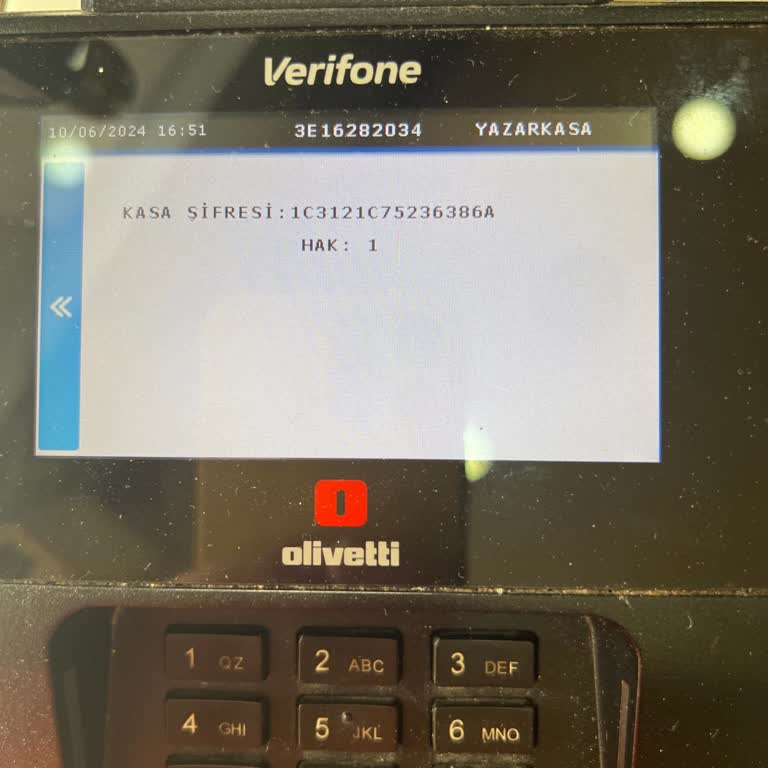 Verifone
10/06/2024 16:51 3E16282034 YAZARKASA
KASA ŞİFRESİ:1C3121C75236386A
HAK: 1
olivetti
1 QZ 2 ABC 3 DEF
4 GHI 5 JKL 6 MNO